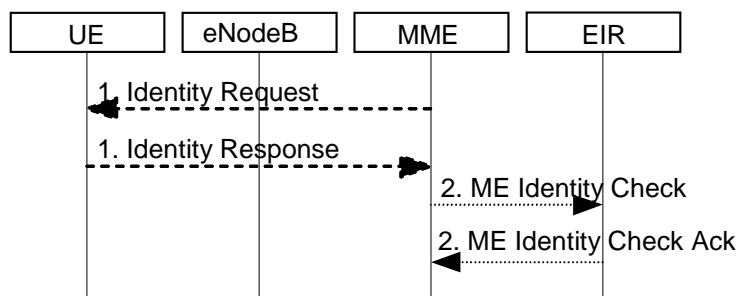 UE
eNodeB
MME
EIR
1. Identity Request
1. Identity Response
2. ME Identity Check
2. ME Identity Check Ack